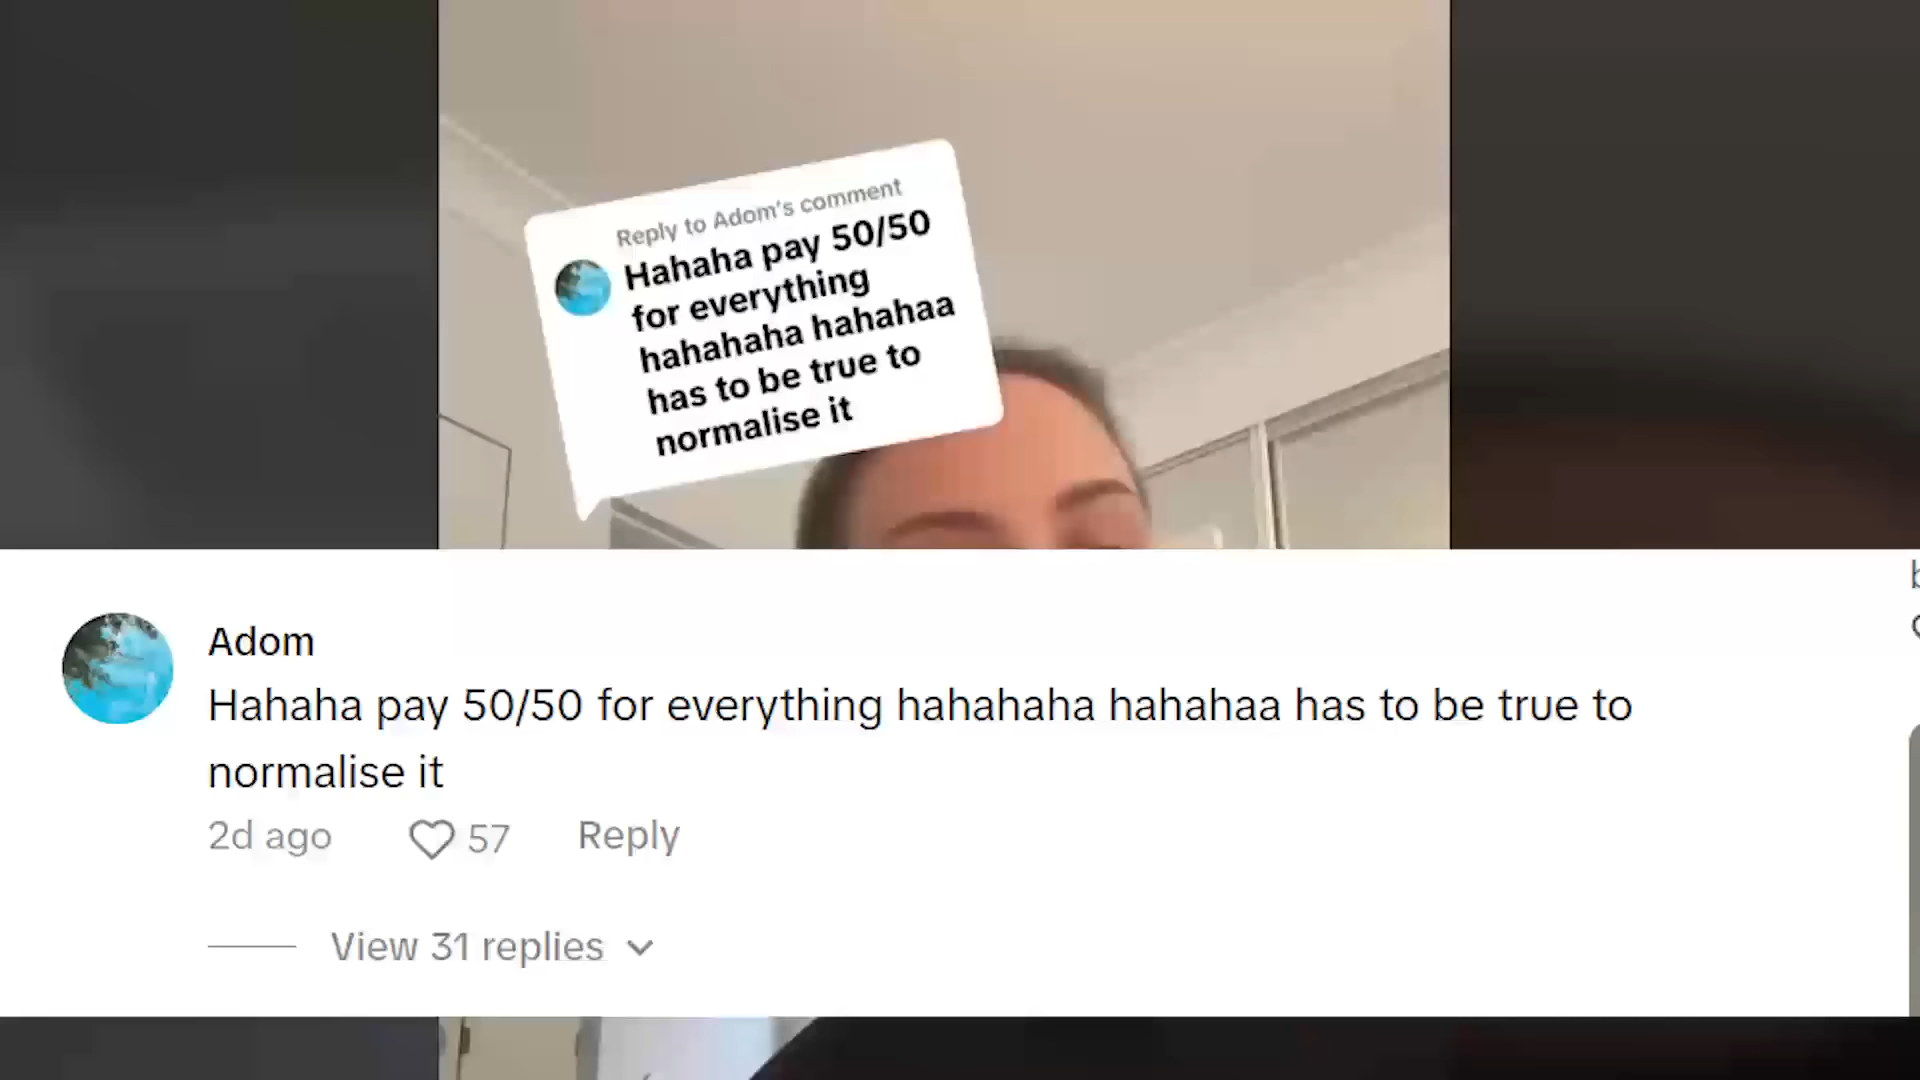 Reply to Adom's comment
Hahaha pay 50/50
for everything
hahahaha hahahaa
has to be true to
normalise it
Adom
Hahaha pay 50/50 for everything hahahaha hahahaa has to be true to
normalise it
2d ago 57 Reply
View 31 replies